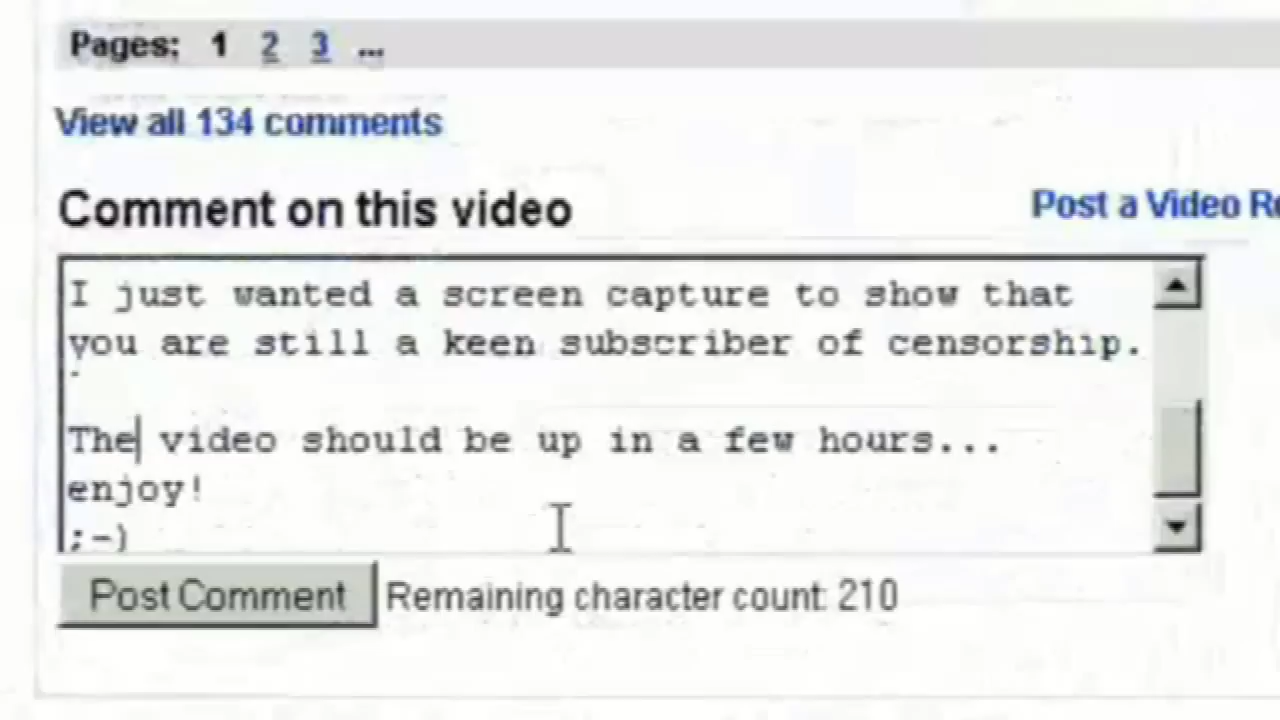 Pages: 1 2 3 ...
View all 134 comments
Comment on this video
Post a Video Re
I just wanted a screen capture to show that
you are still a keen subscriber of censorship.
The video should be up in a few hours...
enjoy!
;-)
Post Comment
Remaining character count: 210